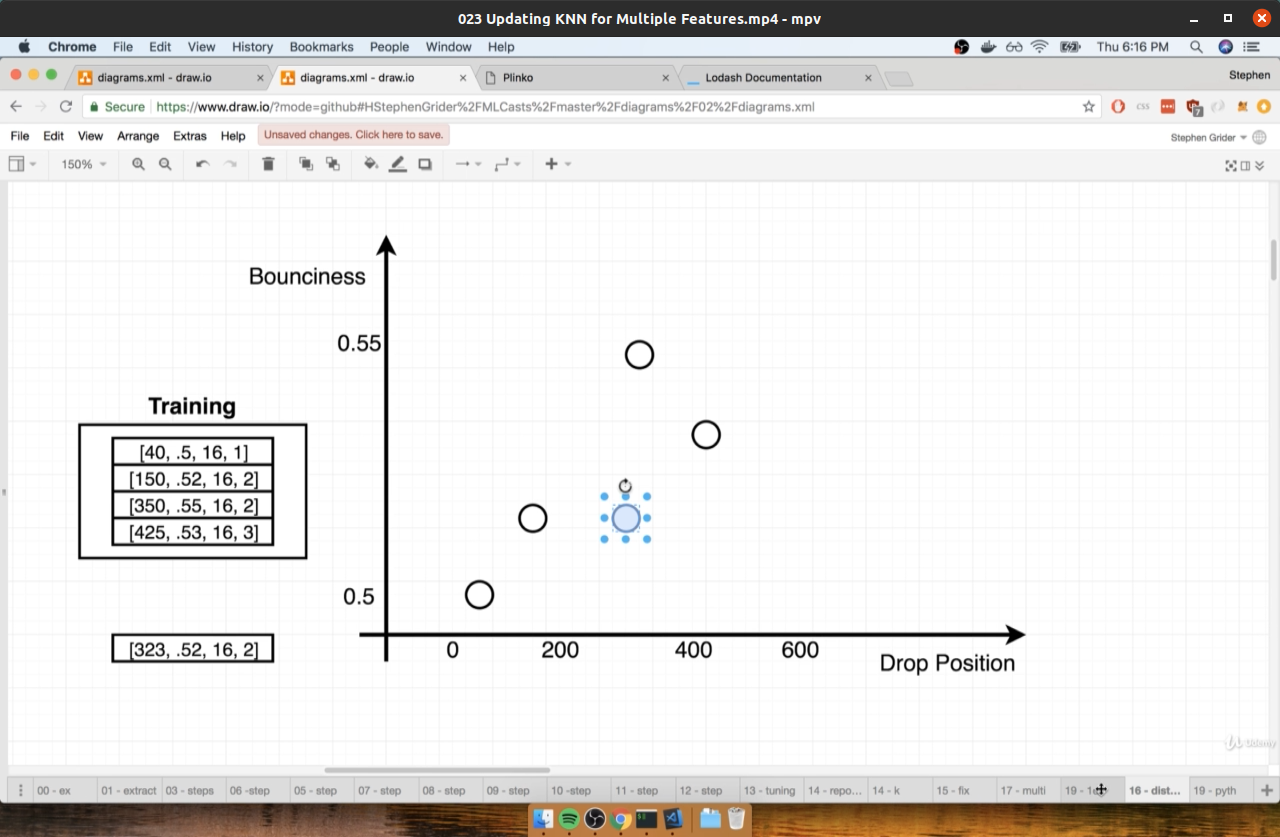 023 Updating KNN for Multiple Features.mp4 - mpv
Chrome File Edit View History Bookmarks People Window Help Thu 6:16 PM
diagrams.xml - draw.io diagrams.xml - draw.io Plinko Lodash Documentation Stephen
Secure https://www.draw.io/?mode=github#HStephenGrider%2FMLCasts%2Fmaster%2Fdiagrams%2F02%2Fdiagrams.xml
File Edit View Arrange Extras Help Unsaved changes. Click here to save. Stephen Grider
150%
Bounciness
0.55
Training
[40, .5, 16, 1]
[150, .52, 16, 2]
[350, .55, 16, 2]
[425, .53, 16, 3]
0.5
[323, .52, 16, 2]
0 200 400 600
Drop Position
Udemy
00 - ex 01 - extract 03 - steps 06 -step 05 - step 07 - step 08 - step 09 - step 10 -step 11 - step 12 - step 13 - tuning 14 - repo... 14 - k 15 - fix 17 - multi 16 - dist... 19 - pyth